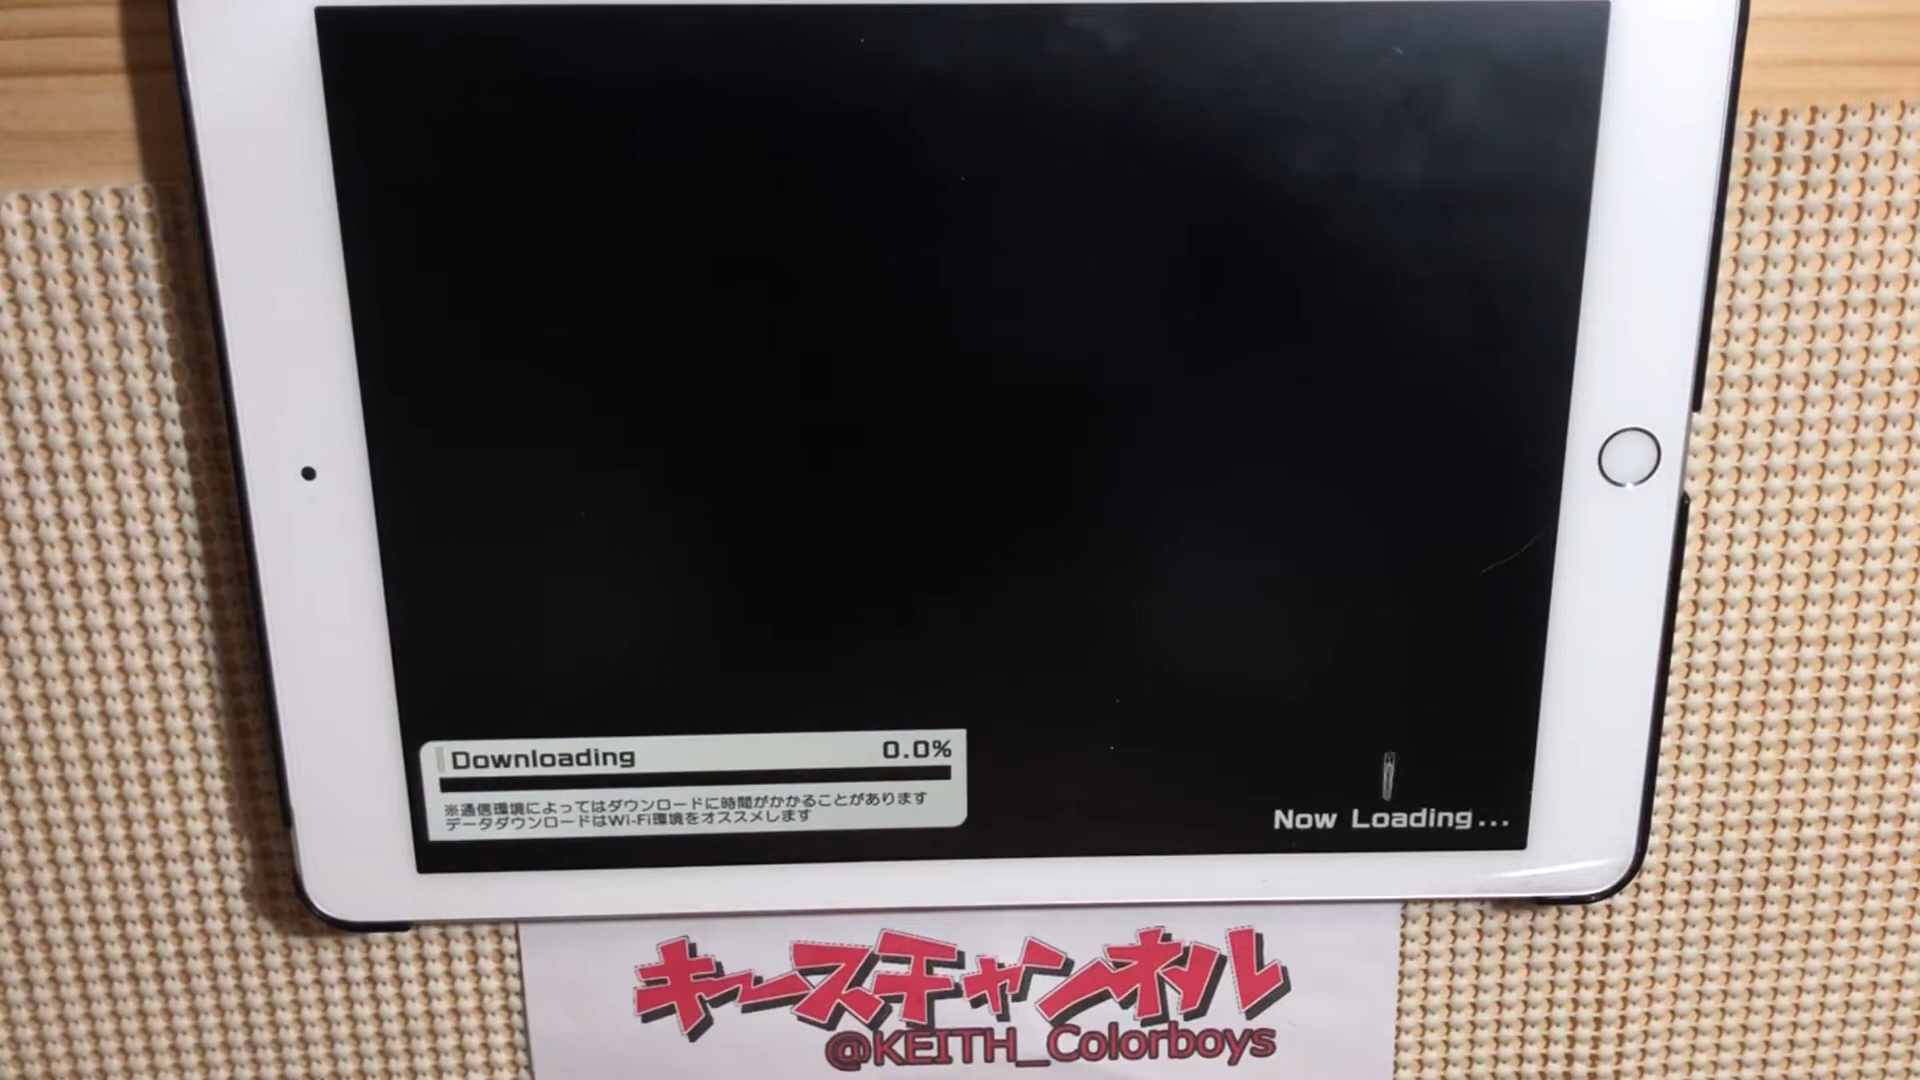 Downloading 0.0%
※通信環境によってはダウンロードに時間がかかることがあります
データダウンロードはWi-Fi環境をオススメします
Now Loading...
キースチャンネル
@KEITH_Colorboys